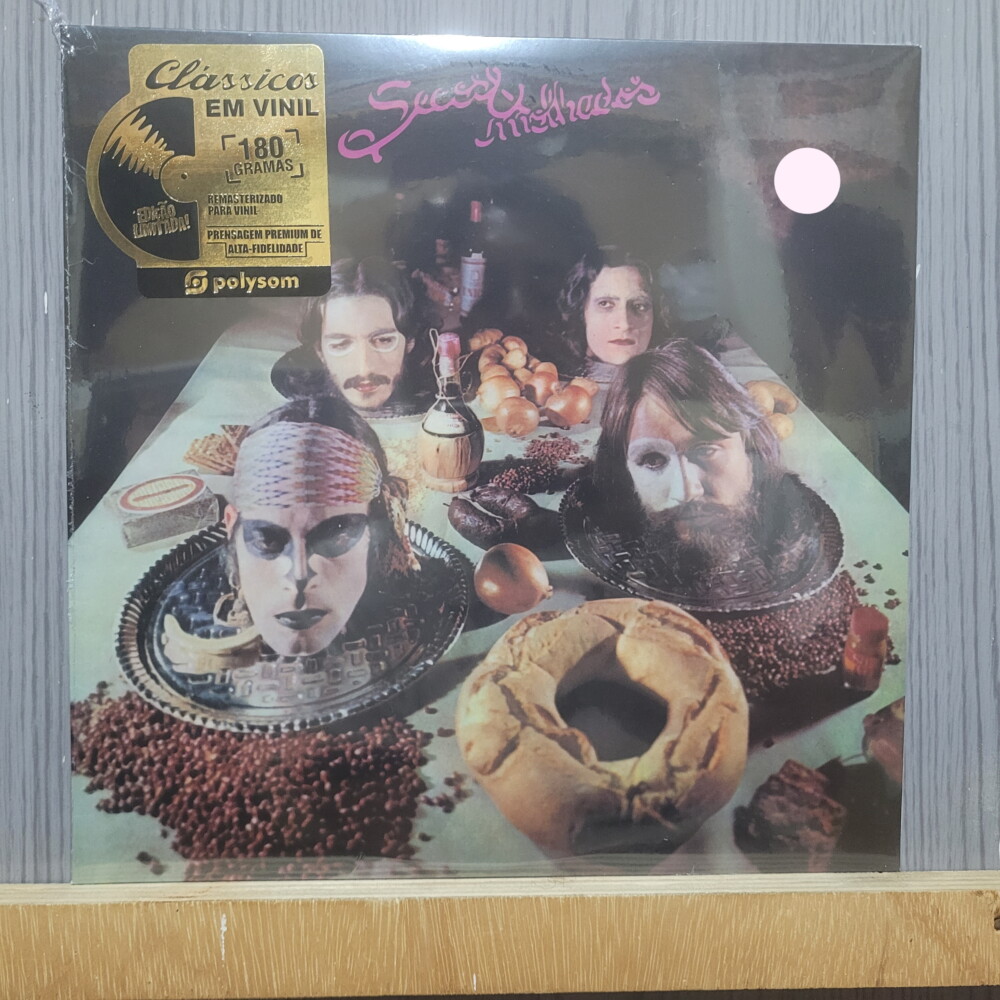 Clássicos
EM VINIL
180
GRAMAS
REMASTERIZADO
PARA VINIL
EDIÇÃO
LIMITADA!
PRENSAGEM PREMIUM DE
ALTA-FIDELIDADE
polysom
Secos &
molhados